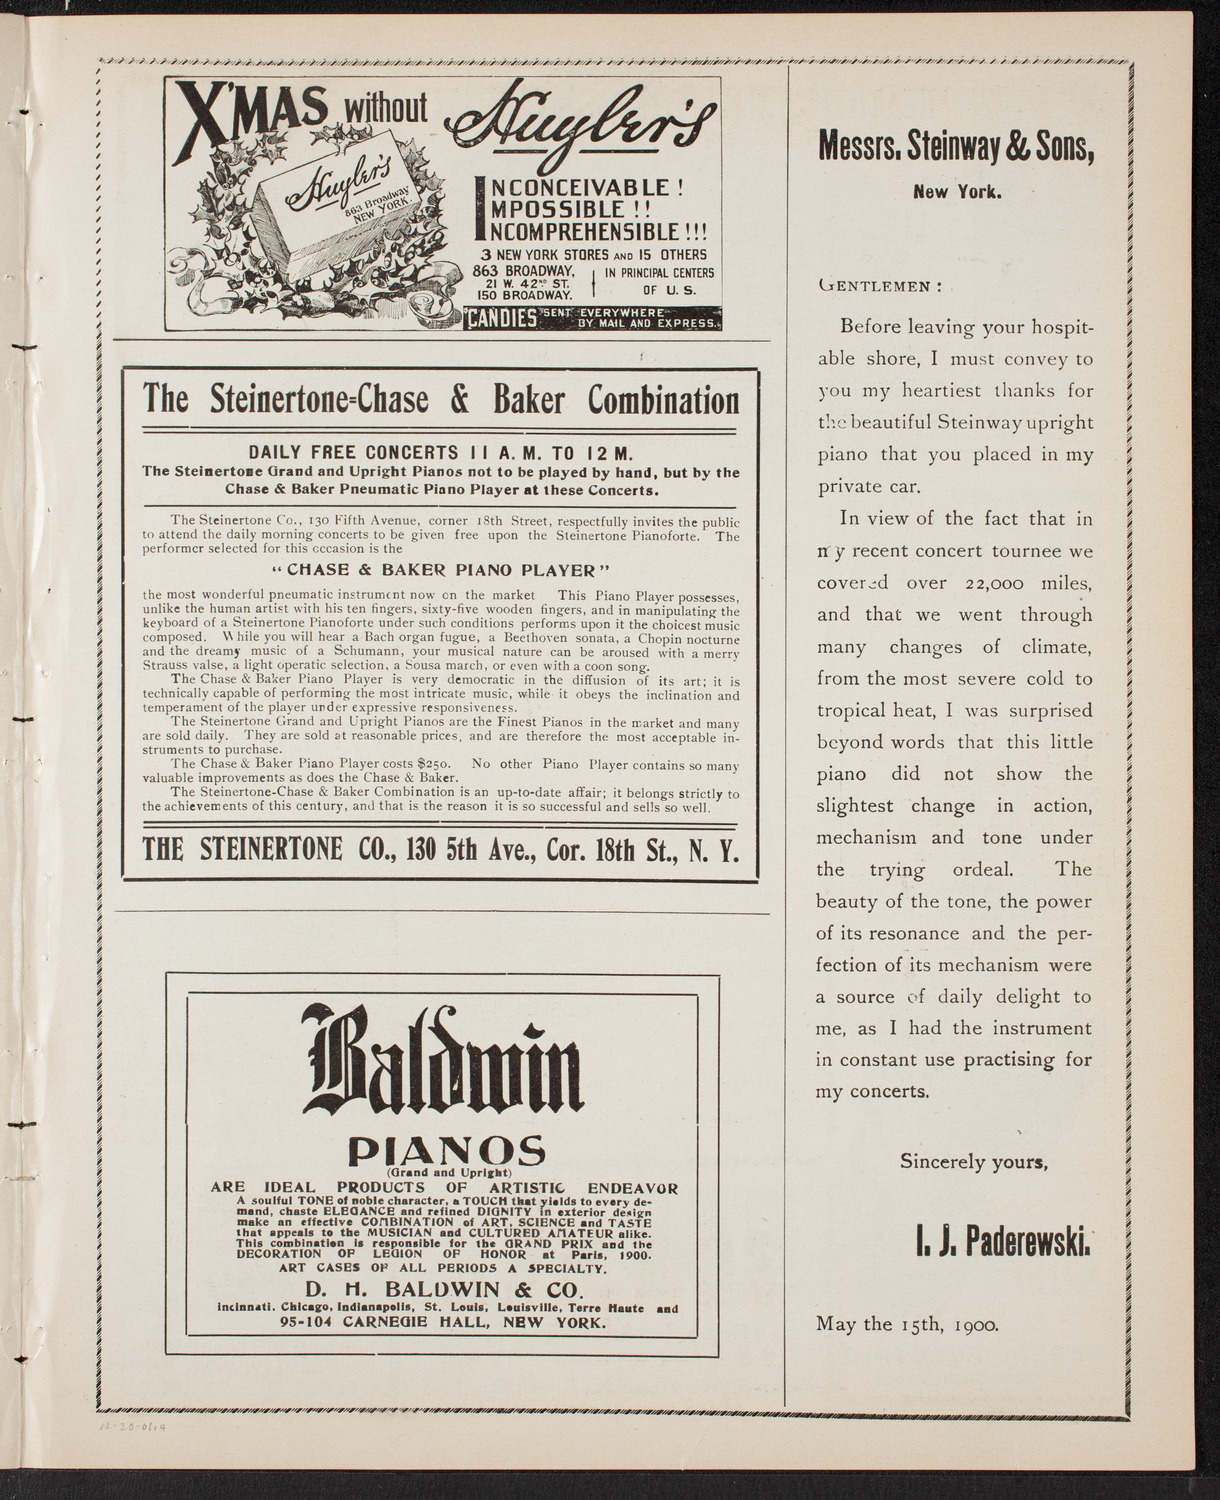 X'MAS without Huyler's
Huyler's
863 Broadway
NEW YORK.
INCONCEIVABLE!
IMPOSSIBLE!!
INCOMPREHENSIBLE!!!
3 NEW YORK STORES AND 15 OTHERS
863 BROADWAY,
21 W. 42ND ST.
150 BROADWAY.
IN PRINCIPAL CENTERS
OF U. S.
CANDIES SENT EVERYWHERE
BY MAIL AND EXPRESS.
The Steinertone=Chase & Baker Combination
DAILY FREE CONCERTS 11 A. M. TO 12 M.
The Steinertone Grand and Upright Pianos not to be played by hand, but by the
Chase & Baker Pneumatic Piano Player at these Concerts.
The Steinertone Co., 130 Fifth Avenue, corner 18th Street, respectfully invites the public
to attend the daily morning concerts to be given free upon the Steinertone Pianoforte. The
performer selected for this occasion is the
"CHASE & BAKER PIANO PLAYER"
the most wonderful pneumatic instrument now on the market This Piano Player possesses,
unlike the human artist with his ten fingers, sixty-five wooden fingers, and in manipulating the
keyboard of a Steinertone Pianoforte under such conditions performs upon it the choicest music
composed. While you will hear a Bach organ fugue, a Beethoven sonata, a Chopin nocturne
and the dreamy music of a Schumann, your musical nature can be aroused with a merry
Strauss valse, a light operatic selection, a Sousa march, or even with a coon song.
The Chase & Baker Piano Player is very democratic in the diffusion of its art; it is
technically capable of performing the most intricate music, while it obeys the inclination and
temperament of the player under expressive responsiveness.
The Steinertone Grand and Upright Pianos are the Finest Pianos in the market and many
are sold daily. They are sold at reasonable prices, and are therefore the most acceptable in-
struments to purchase.
The Chase & Baker Piano Player costs $250. No other Piano Player contains so many
valuable improvements as does the Chase & Baker.
The Steinertone-Chase & Baker Combination is an up-to-date affair; it belongs strictly to
the achievements of this century, and that is the reason it is so successful and sells so well.
THE STEINERTONE CO., 130 5th Ave., Cor. 18th St., N. Y.
Baldwin
PIANOS
(Grand and Upright)
ARE IDEAL PRODUCTS OF ARTISTIC ENDEAVOR
A soulful TONE of noble character, a TOUCH that yields to every de-
mand, chaste ELEGANCE and refined DIGNITY in exterior design
make an effective COMBINATION of ART, SCIENCE and TASTE
that appeals to the MUSICIAN and CULTURED AMATEUR alike.
This combination is responsible for the GRAND PRIX and the
DECORATION OF LEGION OF HONOR at Paris, 1900.
ART CASES OF ALL PERIODS A SPECIALTY.
D. H. BALDWIN & CO.
incinnati. Chicago, Indianapolis, St. Louis, Louisville, Terre Haute and
95-104 CARNEGIE HALL, NEW YORK.
Messrs. Steinway & Sons,
New York.
GENTLEMEN:
Before leaving your hospit-
able shore, I must convey to
you my heartiest thanks for
the beautiful Steinway upright
piano that you placed in my
private car.
In view of the fact that in
my recent concert tournee we
covered over 22,000 miles,
and that we went through
many changes of climate,
from the most severe cold to
tropical heat, I was surprised
beyond words that this little
piano did not show the
slightest change in action,
mechanism and tone under
the trying ordeal. The
beauty of the tone, the power
of its resonance and the per-
fection of its mechanism were
a source of daily delight to
me, as I had the instrument
in constant use practising for
my concerts.
Sincerely yours,
I. J. Paderewski.
May the 15th, 1900.